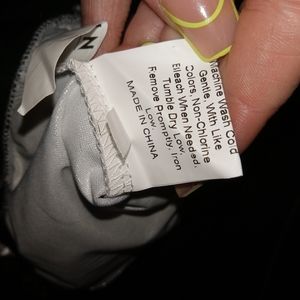 Machine Wash Cold
Gentle, With Like
Colors, Non-Chlorine
Bleach When Needed.
Tumble Dry Low.
Remove Promptly. Iron
Low
MADE IN CHINA